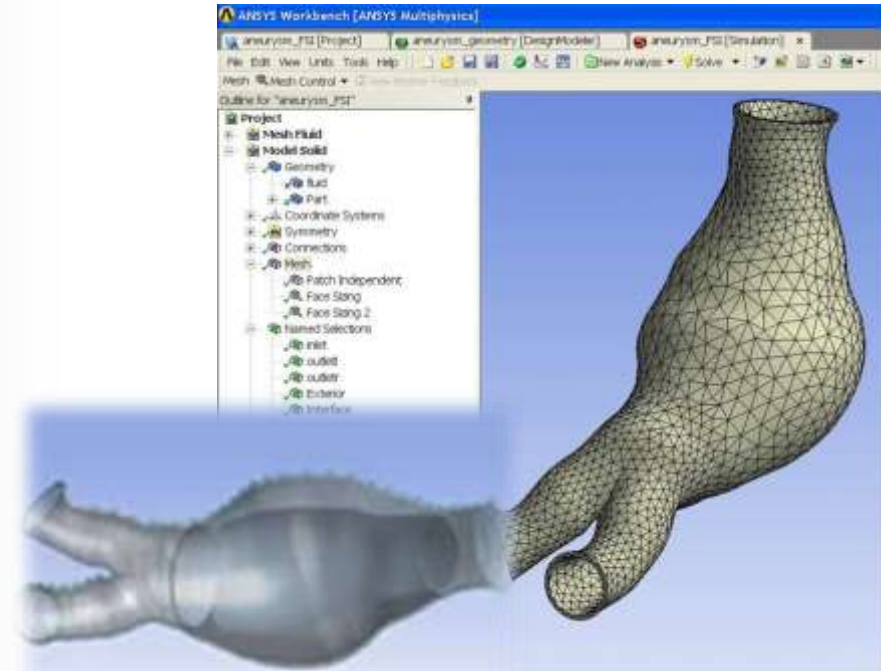 ANSYS Workbench [ANSYS Multiphysics]
aneurysm_FSI [Project]
aneurysm_geometry [DesignModeler]
aneurysm_FSI [Simulation]
File Edit View Units Tools Help
New Analysis
Solve
Mesh
Mesh Control
Outline for "aneurysm_FSI"
Project
Mesh Fluid
Model Solid
Geometry
fluid
Part
Coordinate Systems
Symmetry
Connections
Mesh
Patch Independent
Face Sizing
Face Sizing 2
Named Selections
inlet
outletl
outletr
Exterior
Interface